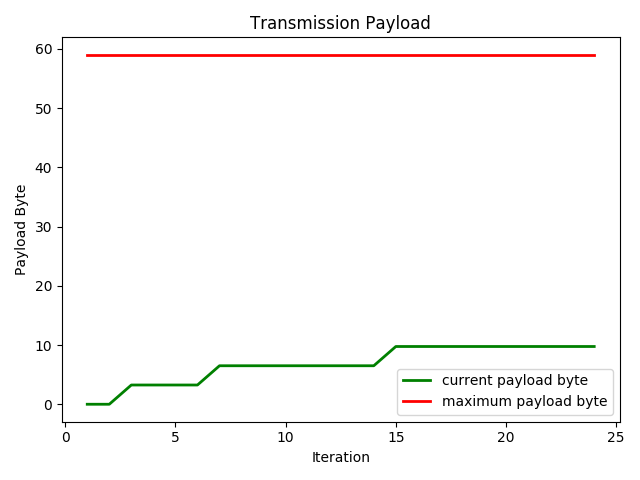 Transmission Payload
60
50
40
30
20
10
0
Payload Byte
current payload byte
maximum payload byte
0 5 10 15 20 25
Iteration